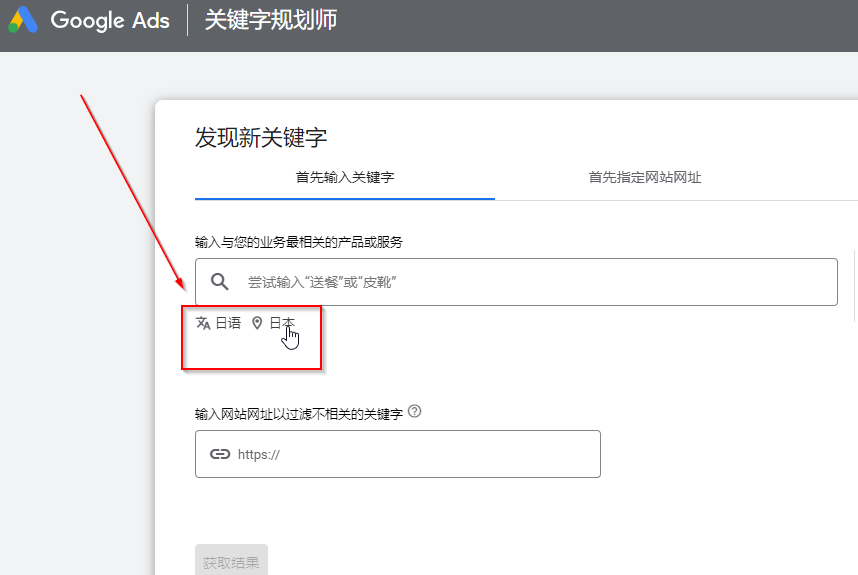 Google Ads 关键字规划师
发现新关键字
首先输入关键字 首先指定网站网址
输入与您的业务最相关的产品或服务
尝试输入“送餐”或“皮靴”
日语 日本
输入网站网址以过滤不相关的关键字
https://
获取结果